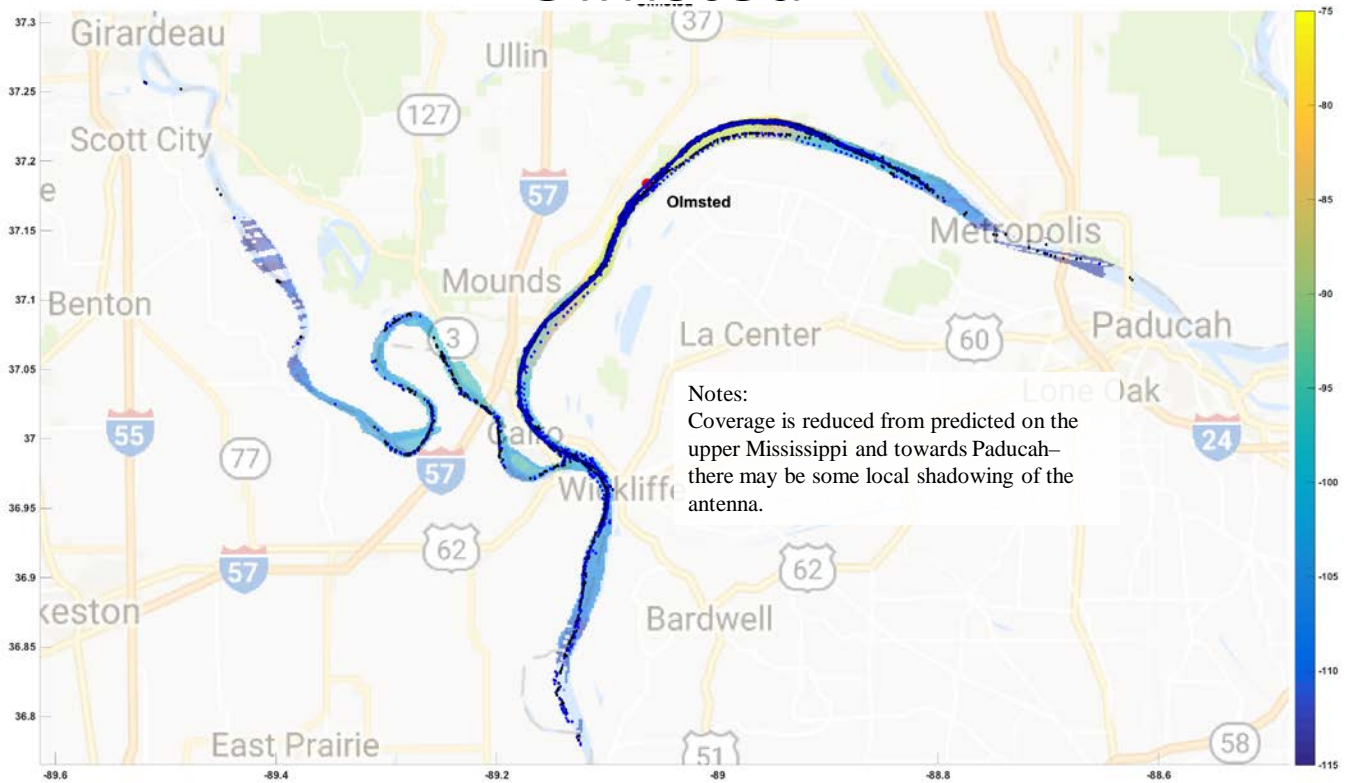 Olmsted
37.3
37.25
37.2
37.15
37.1
37.05
37
36.95
36.9
36.85
36.8
-89.6
-89.4
-89.2
-89
-88.8
-88.6
-75
-80
-85
-90
-95
-100
-105
-110
-115
Girardeau
Ullin
37
127
Scott City
57
e
Olmsted
Metropolis
Mounds
Benton
3
La Center
60
Paducah
Lone Oak
55
77
Cairo
57
24
Wickliffe
Notes:
Coverage is reduced from predicted on the
upper Mississippi and towards Paducah–
there may be some local shadowing of the
antenna.
62
57
62
keston
Bardwell
East Prairie
51
58